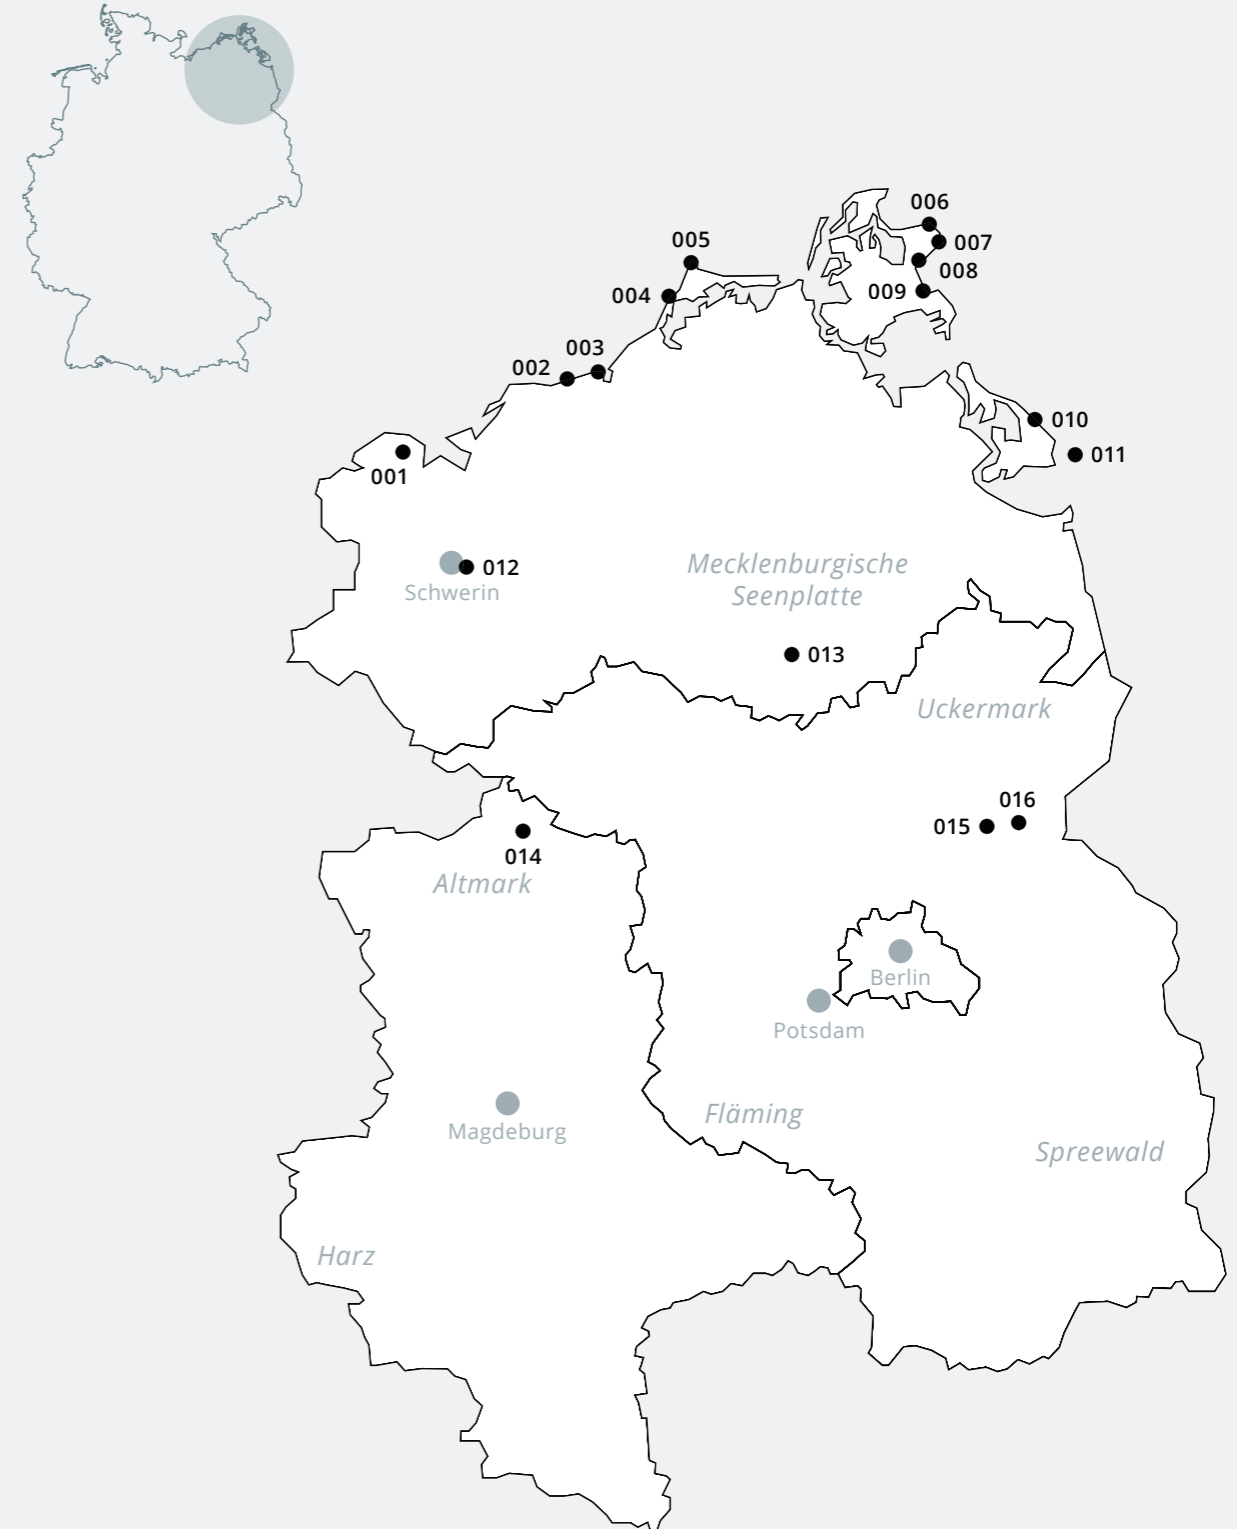 006
005
007
008
004
009
003
002
010
011
001
Mecklenburgische
Seenplatte
012
Schwerin
013
Uckermark
016
015
014
Altmark
Berlin
Potsdam
Fläming
Magdeburg
Spreewald
Harz